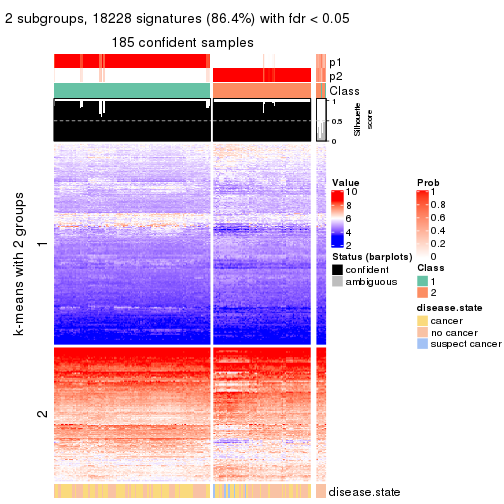 2 subgroups, 18228 signatures (86.4%) with fdr < 0.05
185 confident samples
p1
p2
Class
1
0.5
0
Silhouette
score
k-means with 2 groups
1
2
disease.state
Value
10
8
6
4
2
Status (barplots)
confident
ambiguous
Prob
1
0.8
0.6
0.4
0.2
0
Class
1
2
disease.state
cancer
no cancer
suspect cancer